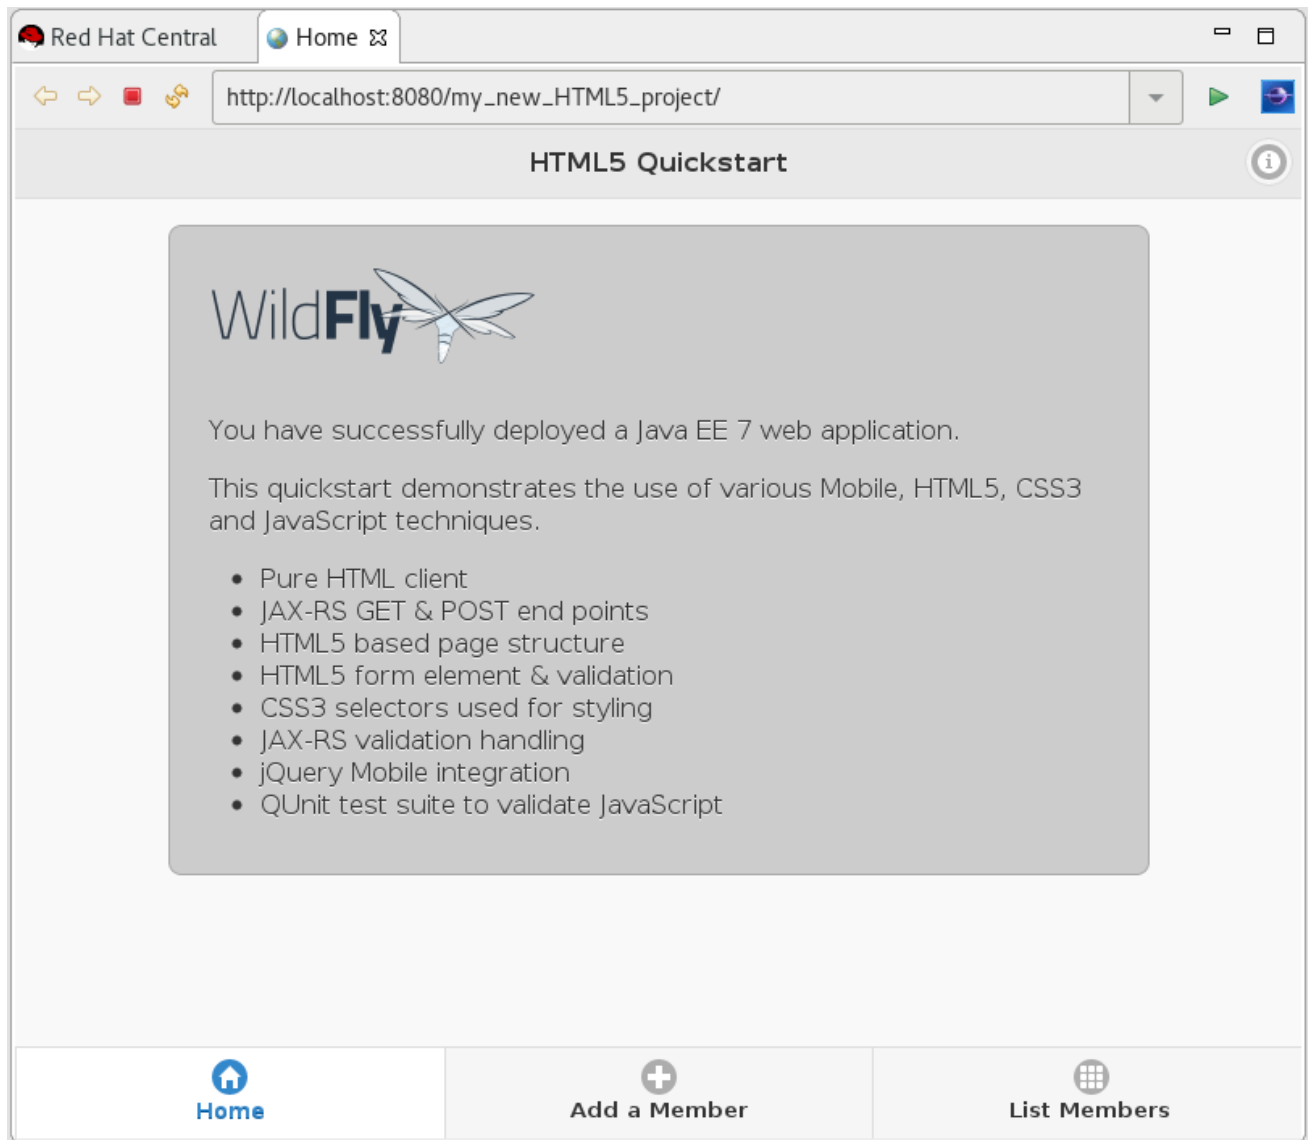 Red Hat Central
Home
http://localhost:8080/my_new_HTML5_project/
HTML5 Quickstart
WildFly
You have successfully deployed a Java EE 7 web application.
This quickstart demonstrates the use of various Mobile, HTML5, CSS3
and JavaScript techniques.
• Pure HTML client
• JAX-RS GET & POST end points
• HTML5 based page structure
• HTML5 form element & validation
• CSS3 selectors used for styling
• JAX-RS validation handling
• jQuery Mobile integration
• QUnit test suite to validate JavaScript
Home
Add a Member
List Members